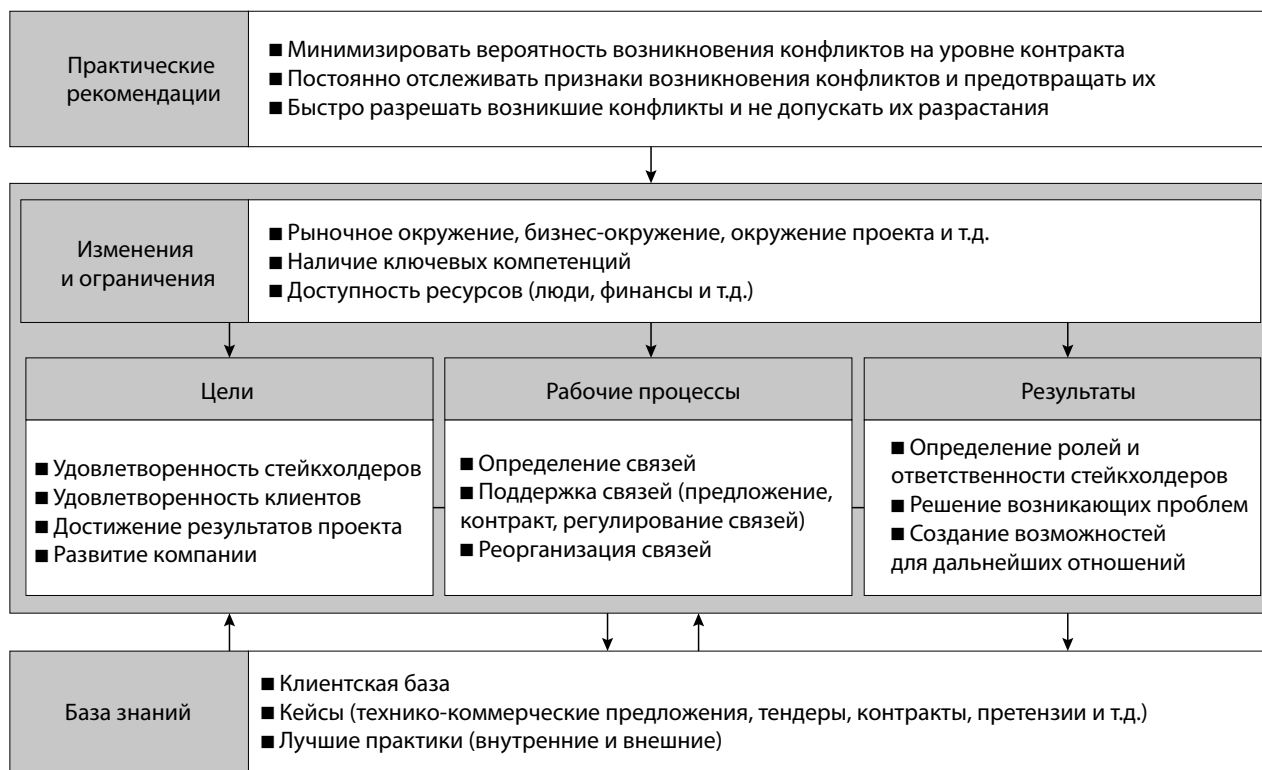 Практические
рекомендации
■ Минимизировать вероятность возникновения конфликтов на уровне контракта
■ Постоянно отслеживать признаки возникновения конфликтов и предотвращать их
■ Быстро разрешать возникшие конфликты и не допускать их разрастания
Изменения
и ограничения
■ Рыночное окружение, бизнес-окружение, окружение проекта и т.д.
■ Наличие ключевых компетенций
■ Доступность ресурсов (люди, финансы и т.д.)
Цели
■ Удовлетворенность стейкхолдеров
■ Удовлетворенность клиентов
■ Достижение результатов проекта
■ Развитие компании
Рабочие процессы
■ Определение связей
■ Поддержка связей (предложение,
контракт, регулирование связей)
■ Реорганизация связей
Результаты
■ Определение ролей и
ответственности стейкхолдеров
■ Решение возникающих проблем
■ Создание возможностей
для дальнейших отношений
База знаний
■ Клиентская база
■ Кейсы (технико-коммерческие предложения, тендеры, контракты, претензии и т.д.)
■ Лучшие практики (внутренние и внешние)